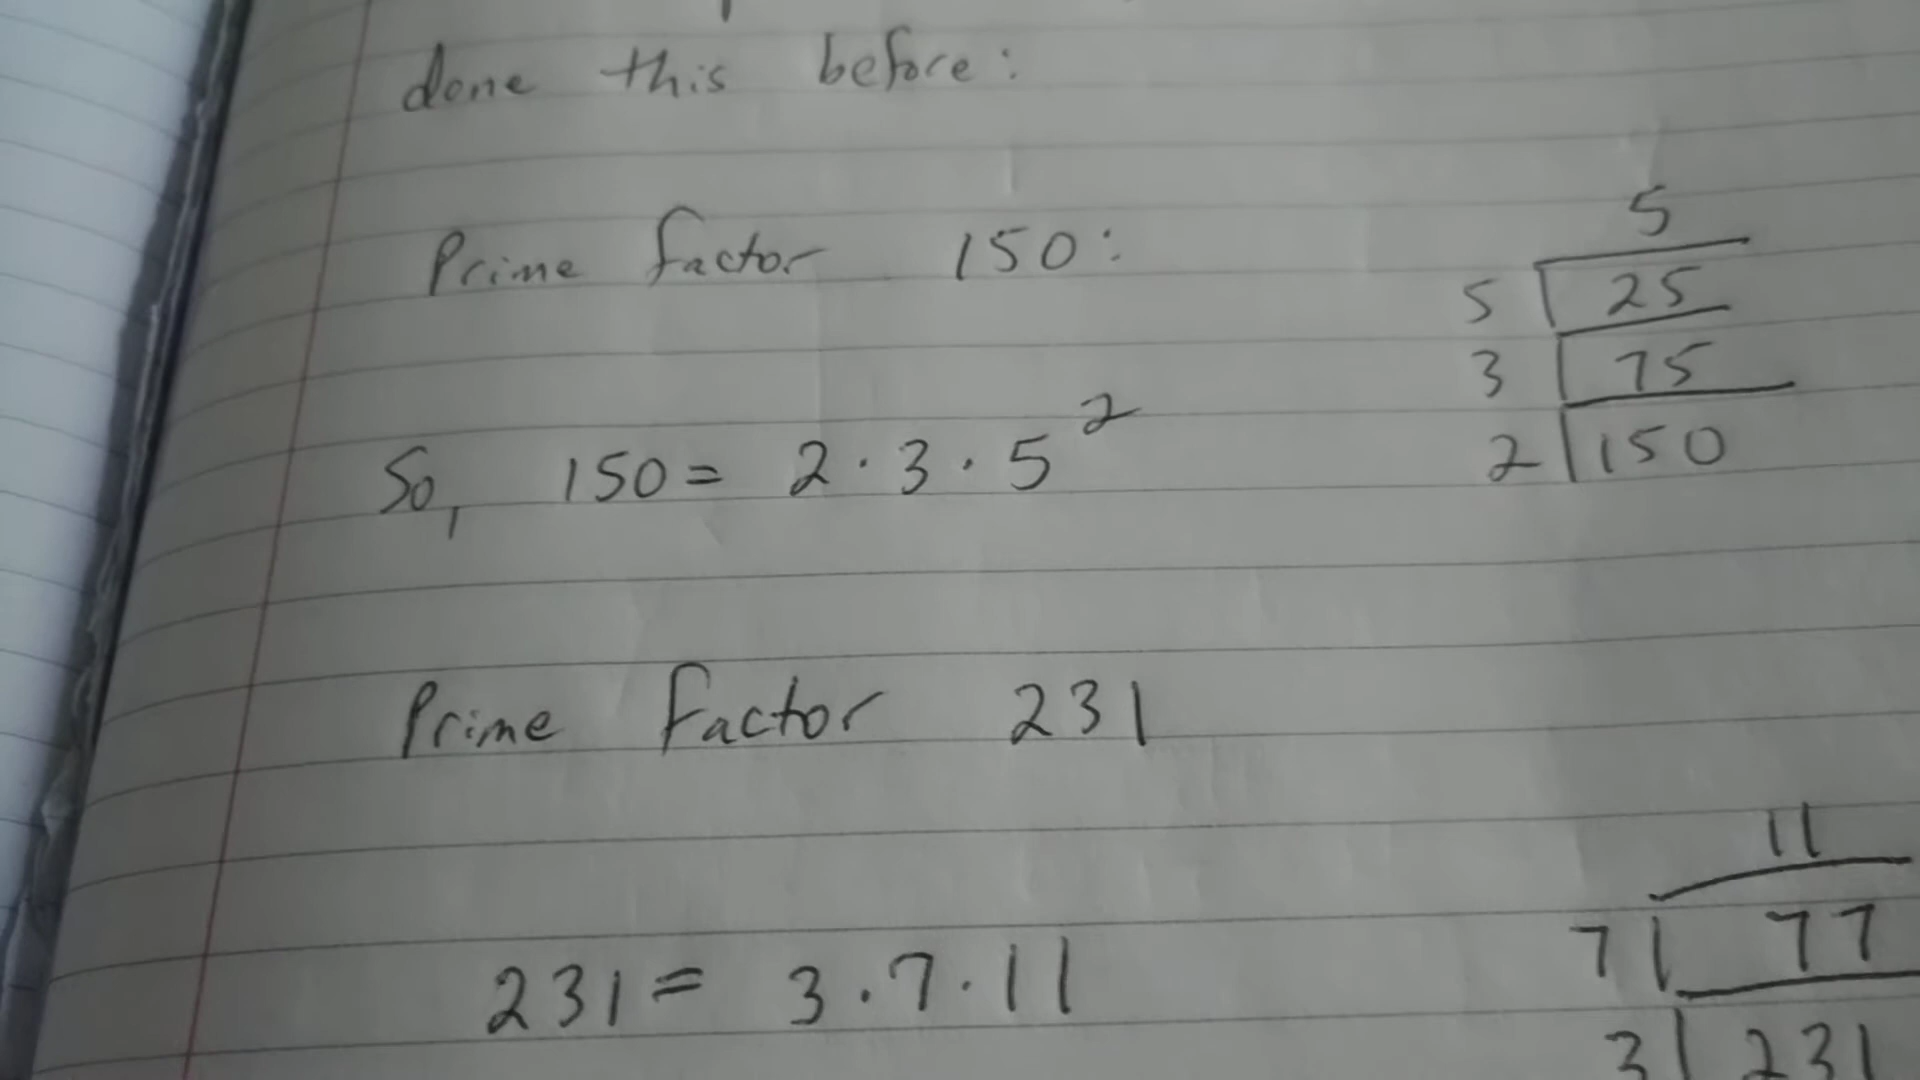 done this before:
Prime factor 150:
So, 150 = 2 · 3 · 5²
5
5 25
3 75
2 150
Prime Factor 231
231 = 3 · 7 · 11
11
7 77
3 231